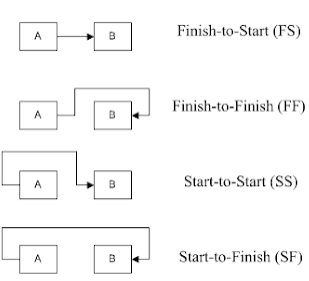 A B Finish-to-Start (FS)
A B Finish-to-Finish (FF)
A B Start-to-Start (SS)
A B Start-to-Finish (SF)